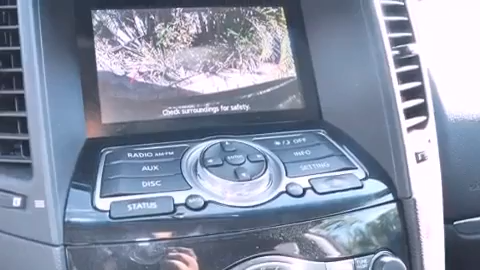 Check surroundings for safety.
RADIO AM•FM
AUX
DISC
STATUS
OFF
INFO
SETTING